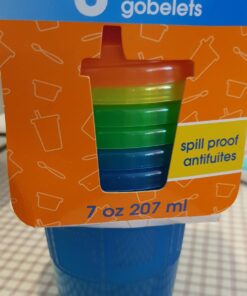 gobelets
spill proof
antifuites
7 oz 207 ml